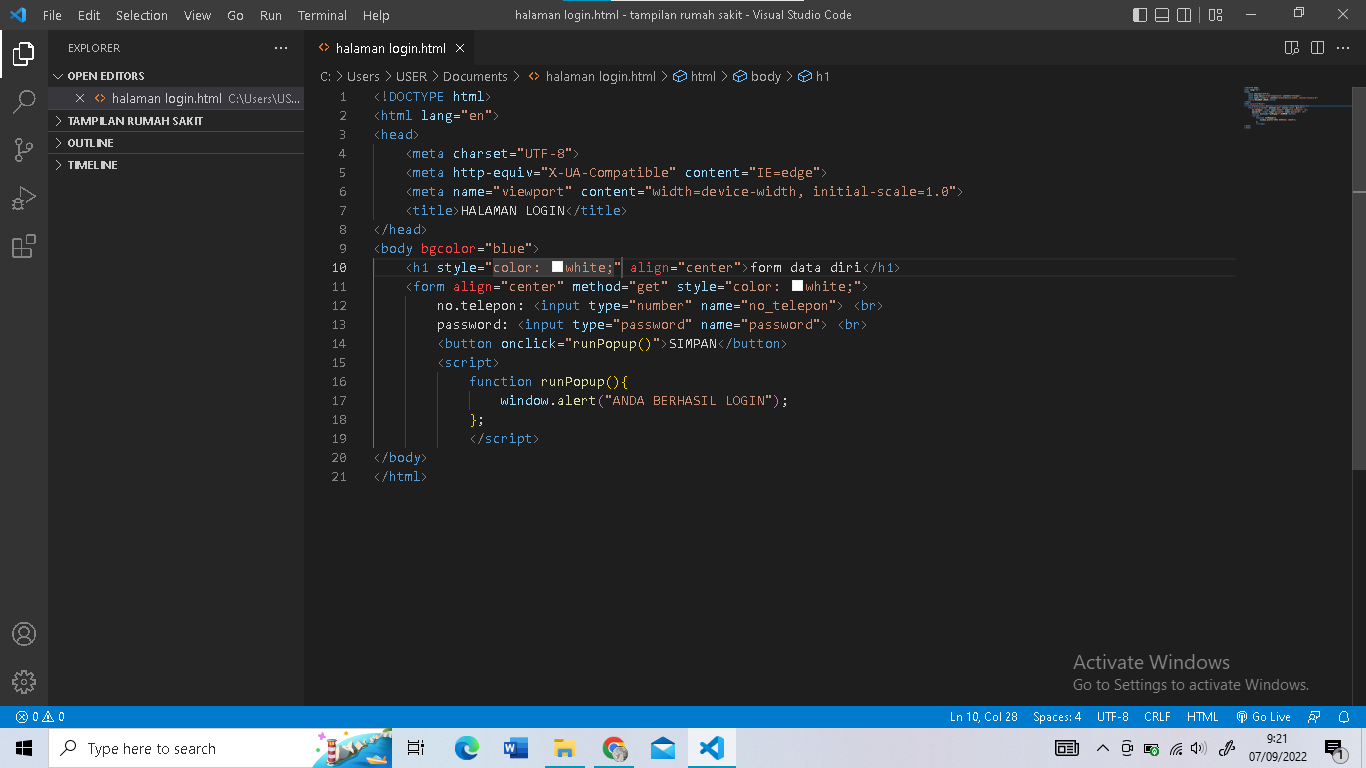 File Edit Selection View Go Run Terminal Help
halaman login.html - tampilan rumah sakit - Visual Studio Code
EXPLORER
OPEN EDITORS
halaman login.html C:\Users\US...
TAMPILAN RUMAH SAKIT
OUTLINE
TIMELINE
halaman login.html
C: > Users > USER > Documents > halaman login.html > html > body > h1
1 <!DOCTYPE html>
2 <html lang="en">
3 <head>
4 <meta charset="UTF-8">
5 <meta http-equiv="X-UA-Compatible" content="IE=edge">
6 <meta name="viewport" content="width=device-width, initial-scale=1.0">
7 <title>HALAMAN LOGIN</title>
8 </head>
9 <body bgcolor="blue">
10 <h1 style="color: white;" align="center">form data diri</h1>
11 <form align="center" method="get" style="color: white;">
12 no.telepon: <input type="number" name="no_telepon"> <br>
13 password: <input type="password" name="password"> <br>
14 <button onclick="runPopup()">SIMPAN</button>
15 <script>
16 function runPopup(){
17 window.alert("ANDA BERHASIL LOGIN");
18 };
19 </script>
20 </body>
21 </html>
Activate Windows
Go to Settings to activate Windows.
0 0
Ln 10, Col 28 Spaces: 4 UTF-8 CRLF HTML Go Live
Type here to search
9:21
07/09/2022
1